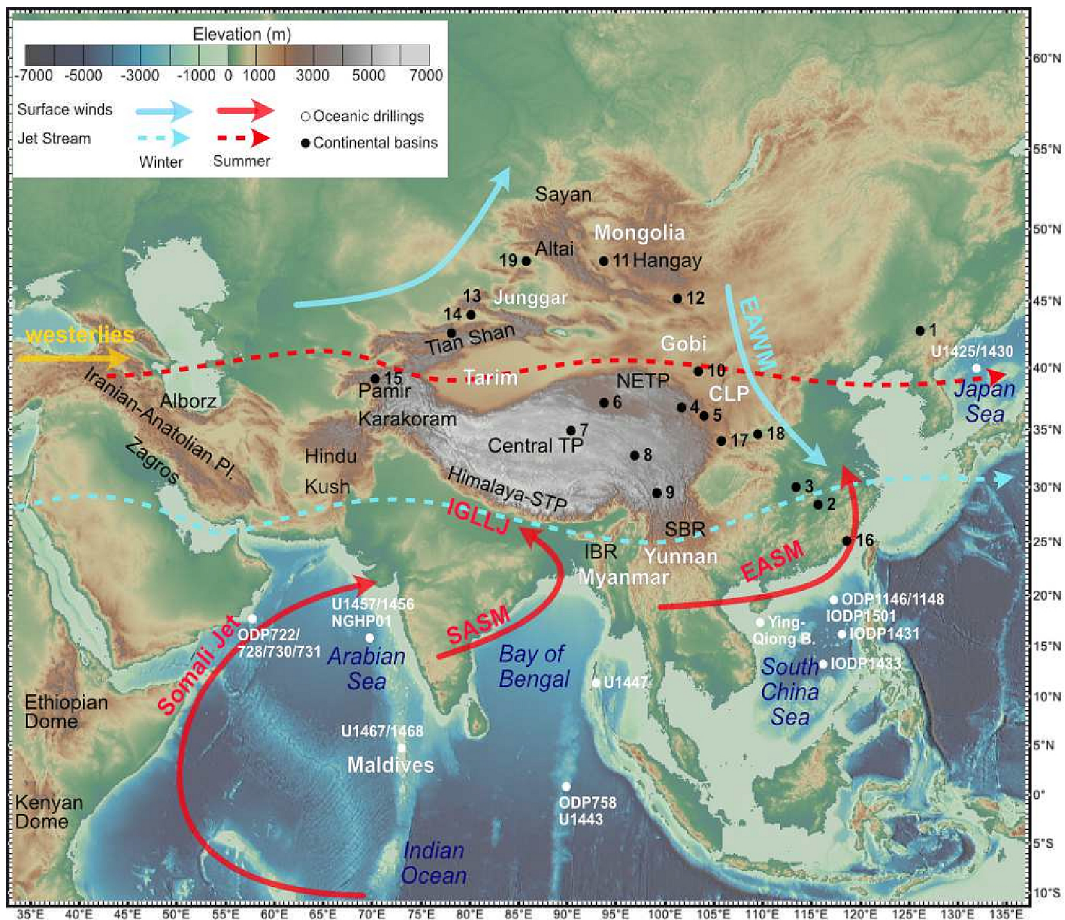 Elevation (m)
-7000 -5000 -3000 -1000 0 1000 3000 5000 7000
Surface winds
Jet Stream
Winter
Summer
Oceanic drillings
Continental basins
60°N
55°N
50°N
45°N
40°N
35°N
30°N
25°N
20°N
15°N
10°N
5°N
0°
5°S
10°S
Sayan
Mongolia
Altai
19
11 Hangay
13
Junggar
12
14
Tian Shan
EAWM
1
U1425/1430
westerlies
Gobi
Iranian-Anatolian Pl.
Alborz
15
Pamir
Tarim
NETP
10
CLP
Japan
Sea
Karakoram
6
4
5
Zagros
Hindu
Kush
Central TP
7
17
18
8
Himalaya-STP
9
3
2
IGLLJ
SBR
IBR
Yunnan
Myanmar
EASM
16
Somali Jet
U1457/1456
NGHP01
ODP722/
728/730/731
Arabian
Sea
SASM
Bay of
Bengal
ODP1146/1148
IODP1501
Ying-
Qiong B.
IODP1431
IODP1433
South
China
Sea
U1447
Ethiopian
Dome
U1467/1468
Maldives
Kenyan
Dome
ODP758
U1443
Indian
Ocean
35°E 40°E 45°E 50°E 55°E 60°E 65°E 70°E 75°E 80°E 85°E 90°E 95°E 100°E 105°E 110°E 115°E 120°E 125°E 130°E 135°E